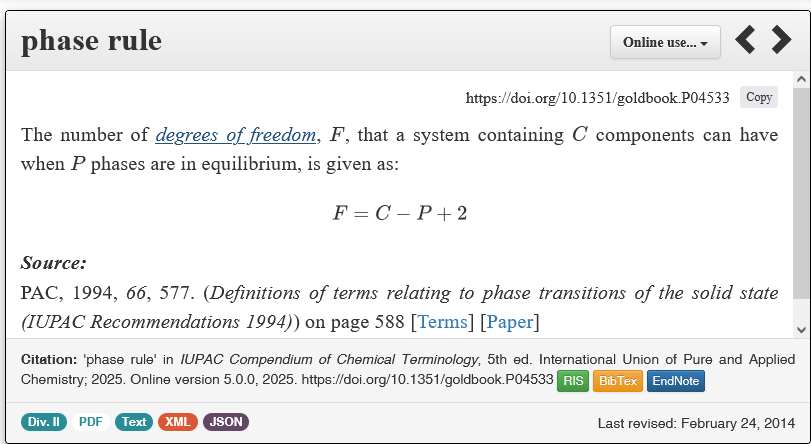 phase rule
Online use...
https://doi.org/10.1351/goldbook.P04533 Copy
The number of degrees of freedom, F, that a system containing C components can have
when P phases are in equilibrium, is given as:
F = C − P + 2
Source:
PAC, 1994, 66, 577. (Definitions of terms relating to phase transitions of the solid state
(IUPAC Recommendations 1994)) on page 588 [Terms] [Paper]
Citation: 'phase rule' in IUPAC Compendium of Chemical Terminology, 5th ed. International Union of Pure and Applied
Chemistry; 2025. Online version 5.0.0, 2025. https://doi.org/10.1351/goldbook.P04533 RIS BibTex EndNote
Div. II PDF Text XML JSON
Last revised: February 24, 2014